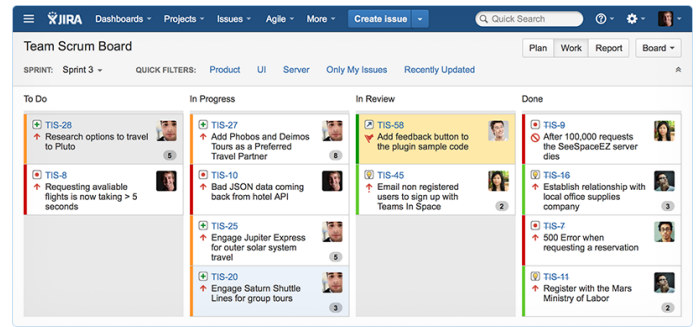 JIRA Dashboards Projects Issues Agile More Create issue Quick Search
Team Scrum Board Plan Work Report Board
SPRINT: Sprint 3 QUICK FILTERS: Product UI Server Only My Issues Recently Updated
To Do
TIS-28
Research options to travel
to Pluto
5
TIS-8
Requesting avaliable
flights is now taking > 5
seconds
In Progress
TIS-27
Add Phobos and Deimos
Tours as a Preferred
Travel Partner
8
TIS-10
Bad JSON data coming
back from hotel API
TIS-25
Engage Jupiter Express
for outer solar system
travel
5
TIS-20
Engage Saturn Shuttle
Lines for group tours
3
In Review
TIS-58
Add feedback button to
the plugin sample code
TIS-45
Email non registered
users to sign up with
Teams In Space
2
Done
TIS-9
After 100,000 requests
the SeeSpaceEZ server
dies
TIS-16
Establish relationship with
local office supplies
company
3
TIS-7
500 Error when
requesting a reservation
TIS-11
Register with the Mars
Ministry of Labor
2